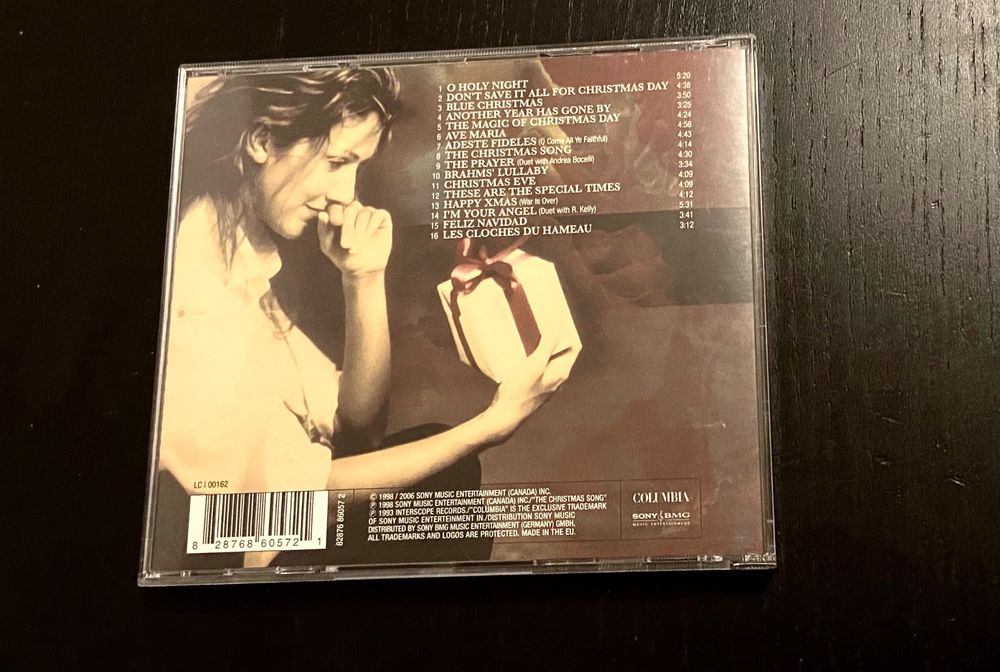 1 O HOLY NIGHT 5:20
2 DON'T SAVE IT ALL FOR CHRISTMAS DAY 4:38
3 BLUE CHRISTMAS 3:50
4 ANOTHER YEAR HAS GONE BY 3:25
5 THE MAGIC OF CHRISTMAS DAY 4:24
6 AVE MARIA 4:58
7 ADESTE FIDELES (O Come All Ye Faithful) 4:43
8 THE CHRISTMAS SONG 4:14
9 THE PRAYER (Duet with Andrea Bocelli) 4:30
10 BRAHMS' LULLABY 3:34
11 CHRISTMAS EVE 4:09
12 THESE ARE THE SPECIAL TIMES 4:09
13 HAPPY XMAS (War Is Over) 4:12
14 I'M YOUR ANGEL (Duet with R. Kelly) 5:31
15 FELIZ NAVIDAD 3:41
16 LES CLOCHES DU HAMEAU 3:12
LC I 00162
8 28768 60572 1
82876 86057 2
© 1998 / 2006 SONY MUSIC ENTERTAINMENT (CANADA) INC.
℗ 1998 SONY MUSIC ENTERTAINMENT (CANADA) INC./"THE CHRISTMAS SONG"
℗ 1993 INTERSCOPE RECORDS/"COLUMBIA" IS THE EXCLUSIVE TRADEMARK
OF SONY MUSIC ENTERTEINTEMENT IN./DISTRIBUTION SONY MUSIC
DISTRIBUTED BY SONY BMG MUSIC ENTERTAINMENT (GERMANY) GMBH.
ALL TRADEMARKS AND LOGOS ARE PROTECTED. MADE IN THE EU.
COLUMBIA
SONY BMG
MUSIC ENTERTAINMENT